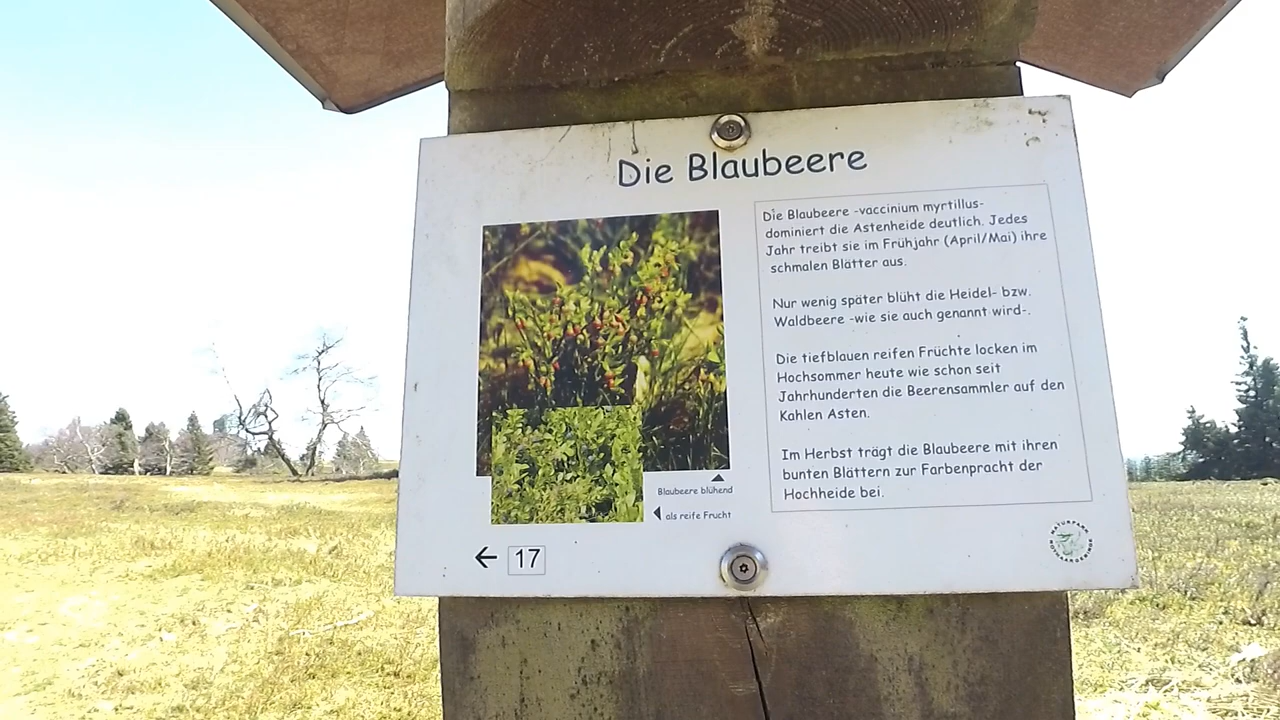 Die Blaubeere
Die Blaubeere -vaccinium myrtillus-
dominiert die Astenheide deutlich. Jedes
Jahr treibt sie im Frühjahr (April/Mai) ihre
schmalen Blätter aus.
Nur wenig später blüht die Heidel- bzw.
Waldbeere -wie sie auch genannt wird-.
Die tiefblauen reifen Früchte locken im
Hochsommer heute wie schon seit
Jahrhunderten die Beerensammler auf den
Kahlen Asten.
Im Herbst trägt die Blaubeere mit ihren
bunten Blättern zur Farbenpracht der
Hochheide bei.
Blaubeere blühend
als reife Frucht
← 17
NATURPARK
ROTHAARGEBIRGE